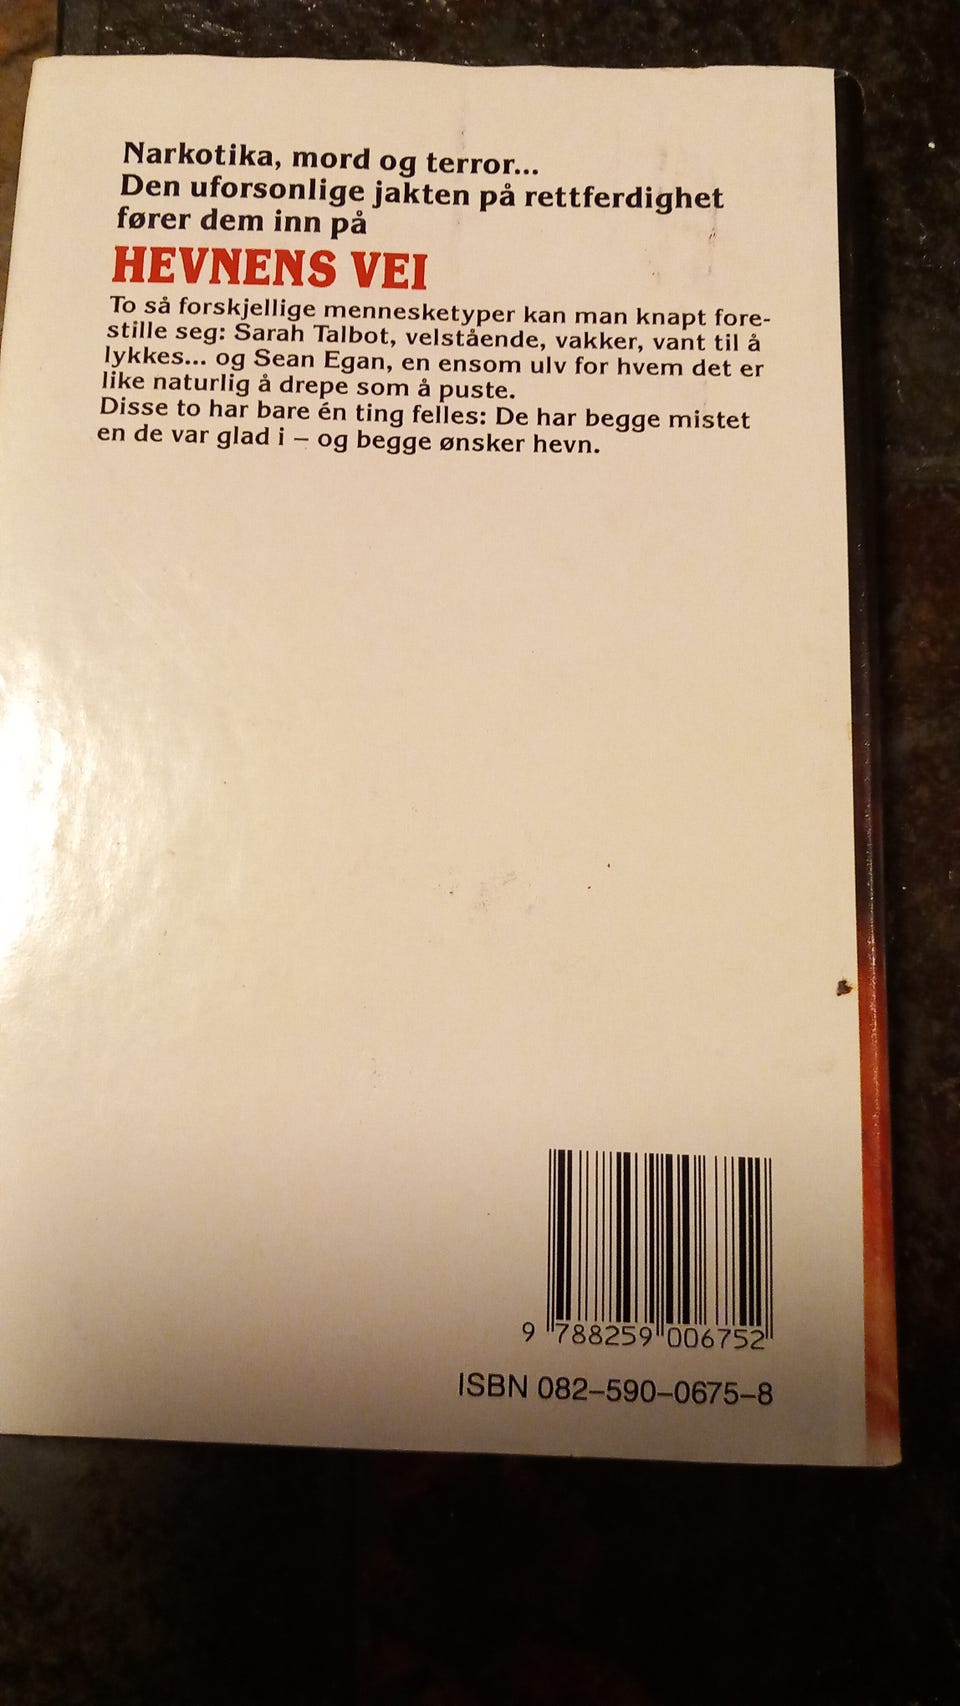 Narkotika, mord og terror...
Den uforsonlige jakten på rettferdighet
fører dem inn på
HEVNENS VEI
To så forskjellige mennesketyper kan man knapt fore-
stille seg: Sarah Talbot, velstående, vakker, vant til å
lykkes... og Sean Egan, en ensom ulv for hvem det er
like naturlig å drepe som å puste.
Disse to har bare én ting felles: De har begge mistet
en de var glad i – og begge ønsker hevn.
9 788259 006752
ISBN 082–590–0675–8